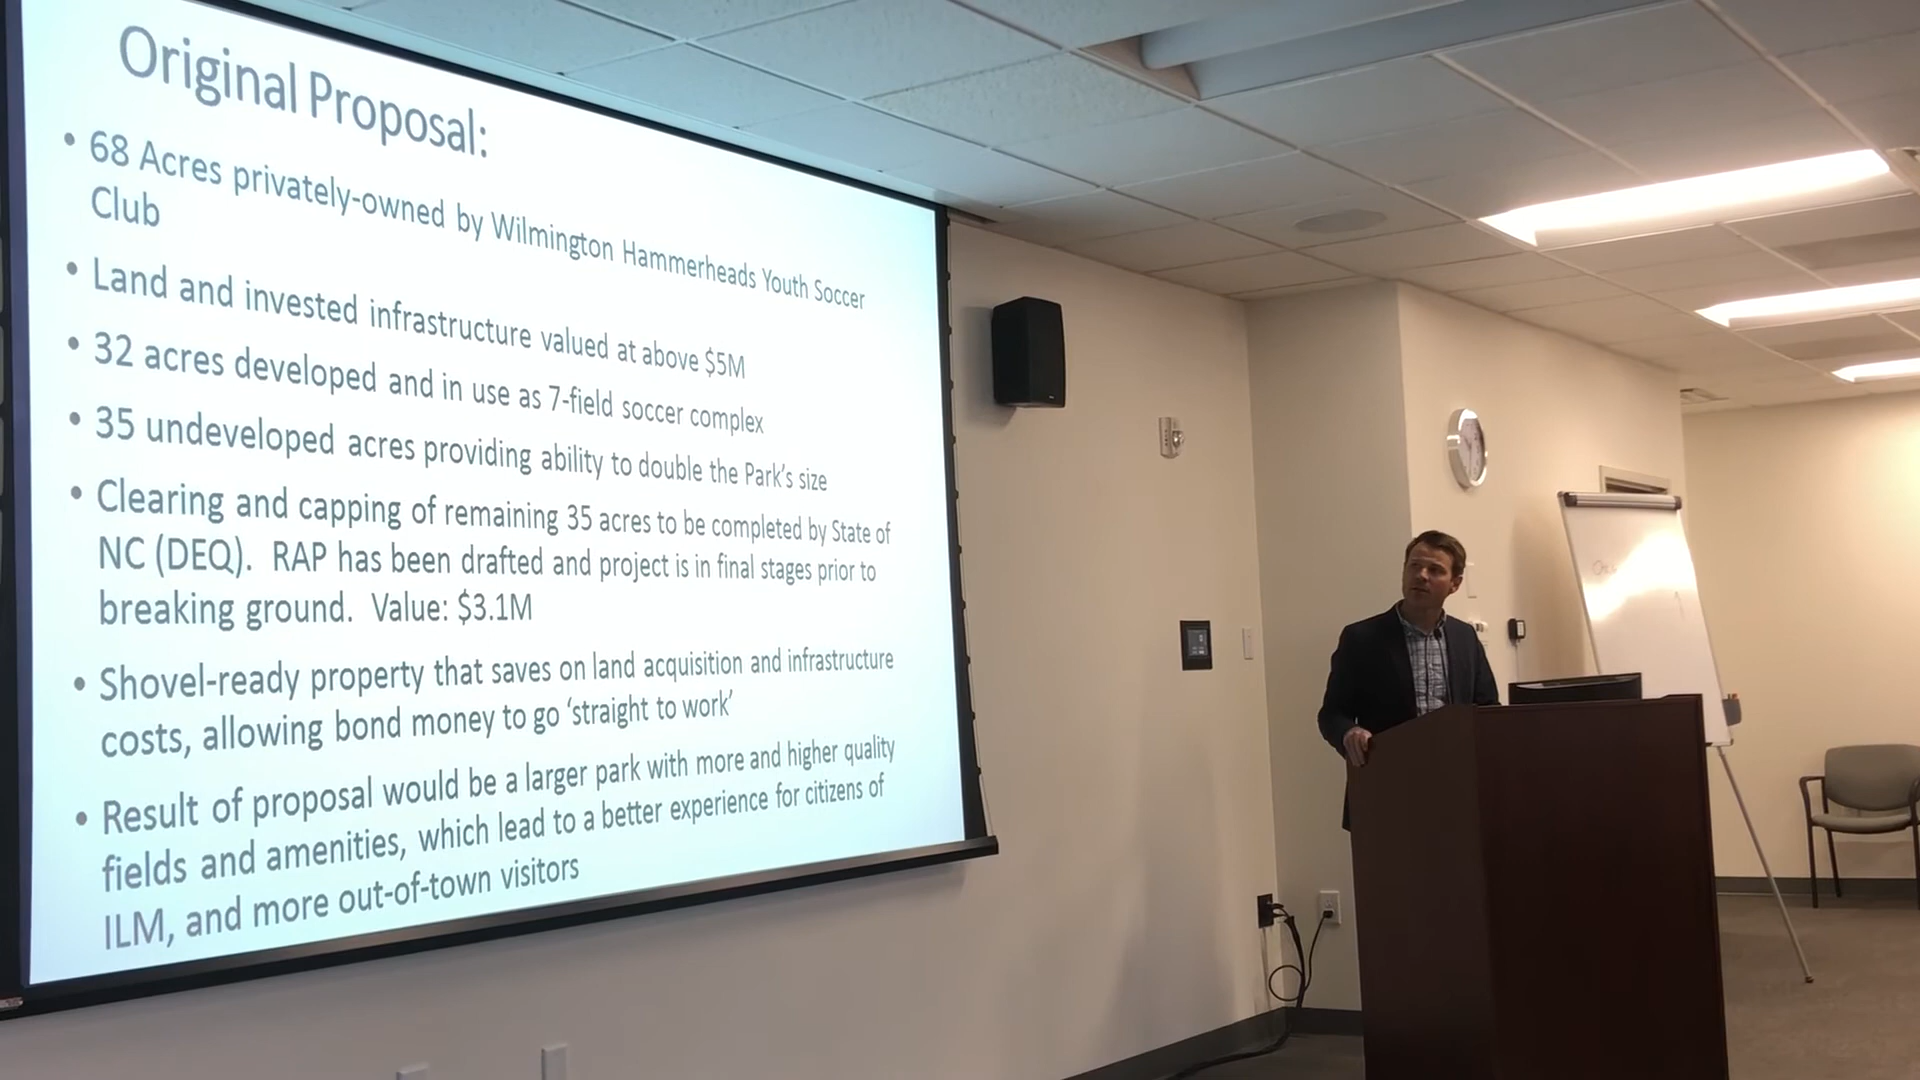 Original Proposal:
• 68 Acres privately-owned by Wilmington Hammerheads Youth Soccer
Club
• Land and invested infrastructure valued at above $5M
• 32 acres developed and in use as 7-field soccer complex
• 35 undeveloped acres providing ability to double the Park's size
• Clearing and capping of remaining 35 acres to be completed by State of
NC (DEQ).  RAP has been drafted and project is in final stages prior to
breaking ground.  Value: $3.1M
• Shovel-ready property that saves on land acquisition and infrastructure
costs, allowing bond money to go ‘straight to work’
• Result of proposal would be a larger park with more and higher quality
fields and amenities, which lead to a better experience for citizens of
ILM, and more out-of-town visitors